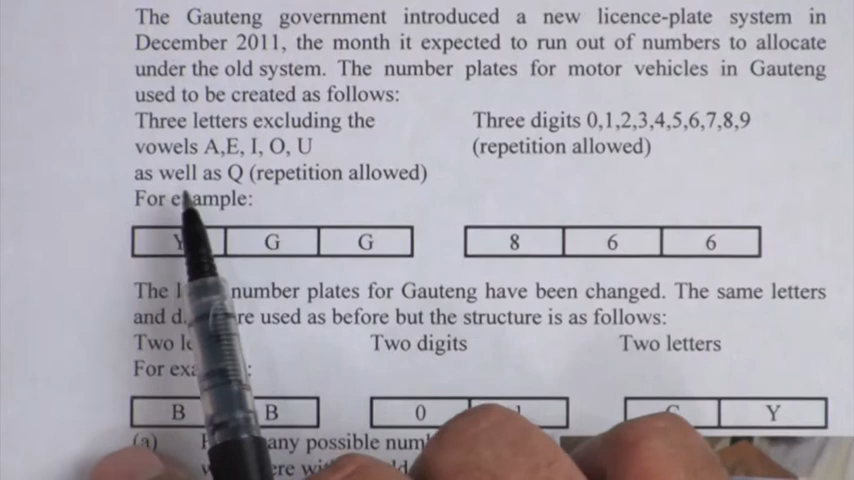 The Gauteng government introduced a new licence-plate system in
December 2011, the month it expected to run out of numbers to allocate
under the old system. The number plates for motor vehicles in Gauteng
used to be created as follows:
Three letters excluding the
vowels A,E, I, O, U
as well as Q (repetition allowed)
Three digits 0,1,2,3,4,5,6,7,8,9
(repetition allowed)
For example:
Y G G 8 6 6
The number plates for Gauteng have been changed. The same letters
and are used as before but the structure is as follows:
Two Two digits Two letters
For
B B 0 1 C Y
(a) any possible